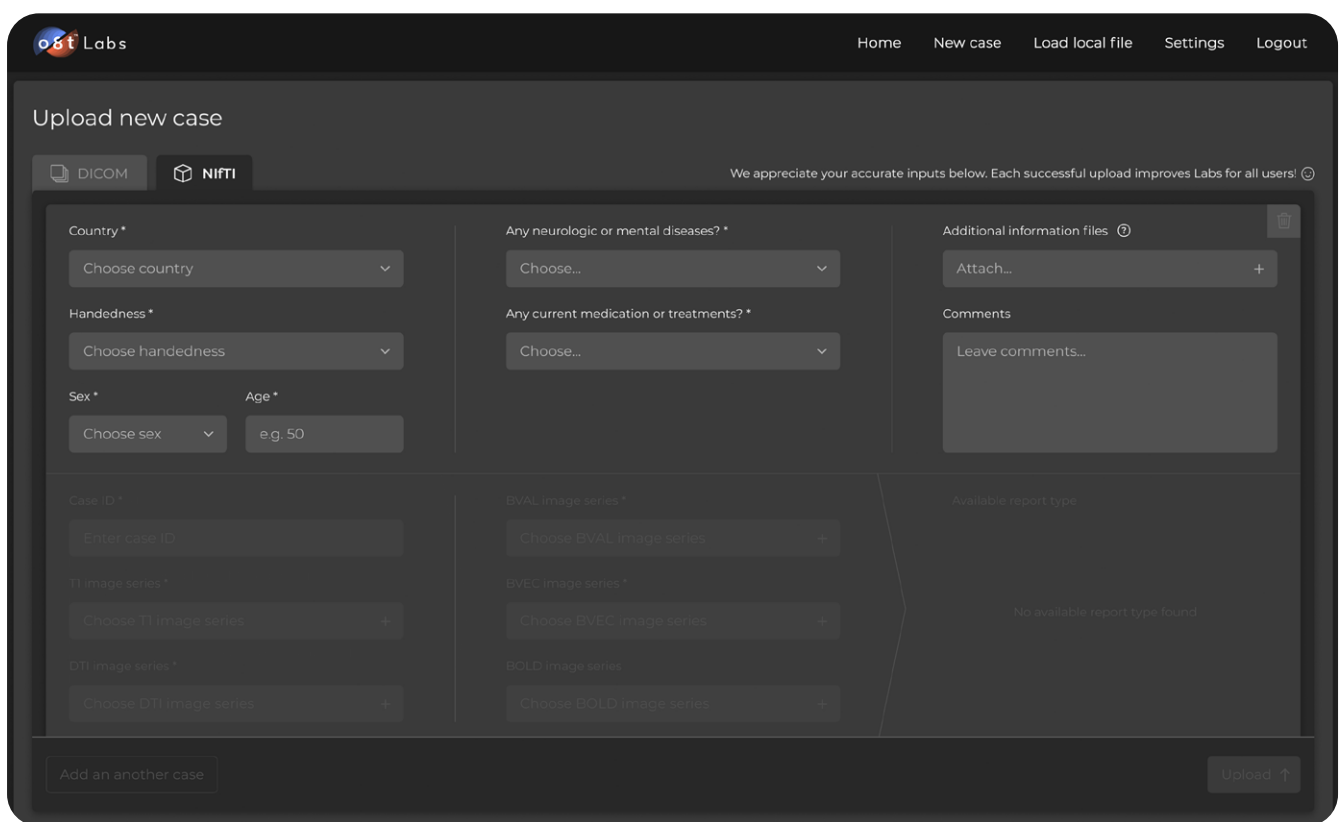 o8t Labs
Home New case Load local file Settings Logout
Upload new case
DICOM NIfTI
We appreciate your accurate inputs below. Each successful upload improves Labs for all users!
Country *
Choose country
Handedness *
Choose handedness
Sex * Age *
Choose sex e.g. 50
Any neurologic or mental diseases? *
Choose...
Any current medication or treatments? *
Choose...
Additional information files ?
Attach... +
Comments
Leave comments...
Case ID *
Enter case ID
T1 image series *
Choose T1 image series +
DTI image series *
Choose DTI image series +
BVAL image series *
Choose BVAL image series +
BVEC image series *
Choose BVEC image series +
BOLD image series
Choose BOLD image series +
Available report type
No available report type found
Add an another case
Upload ↑